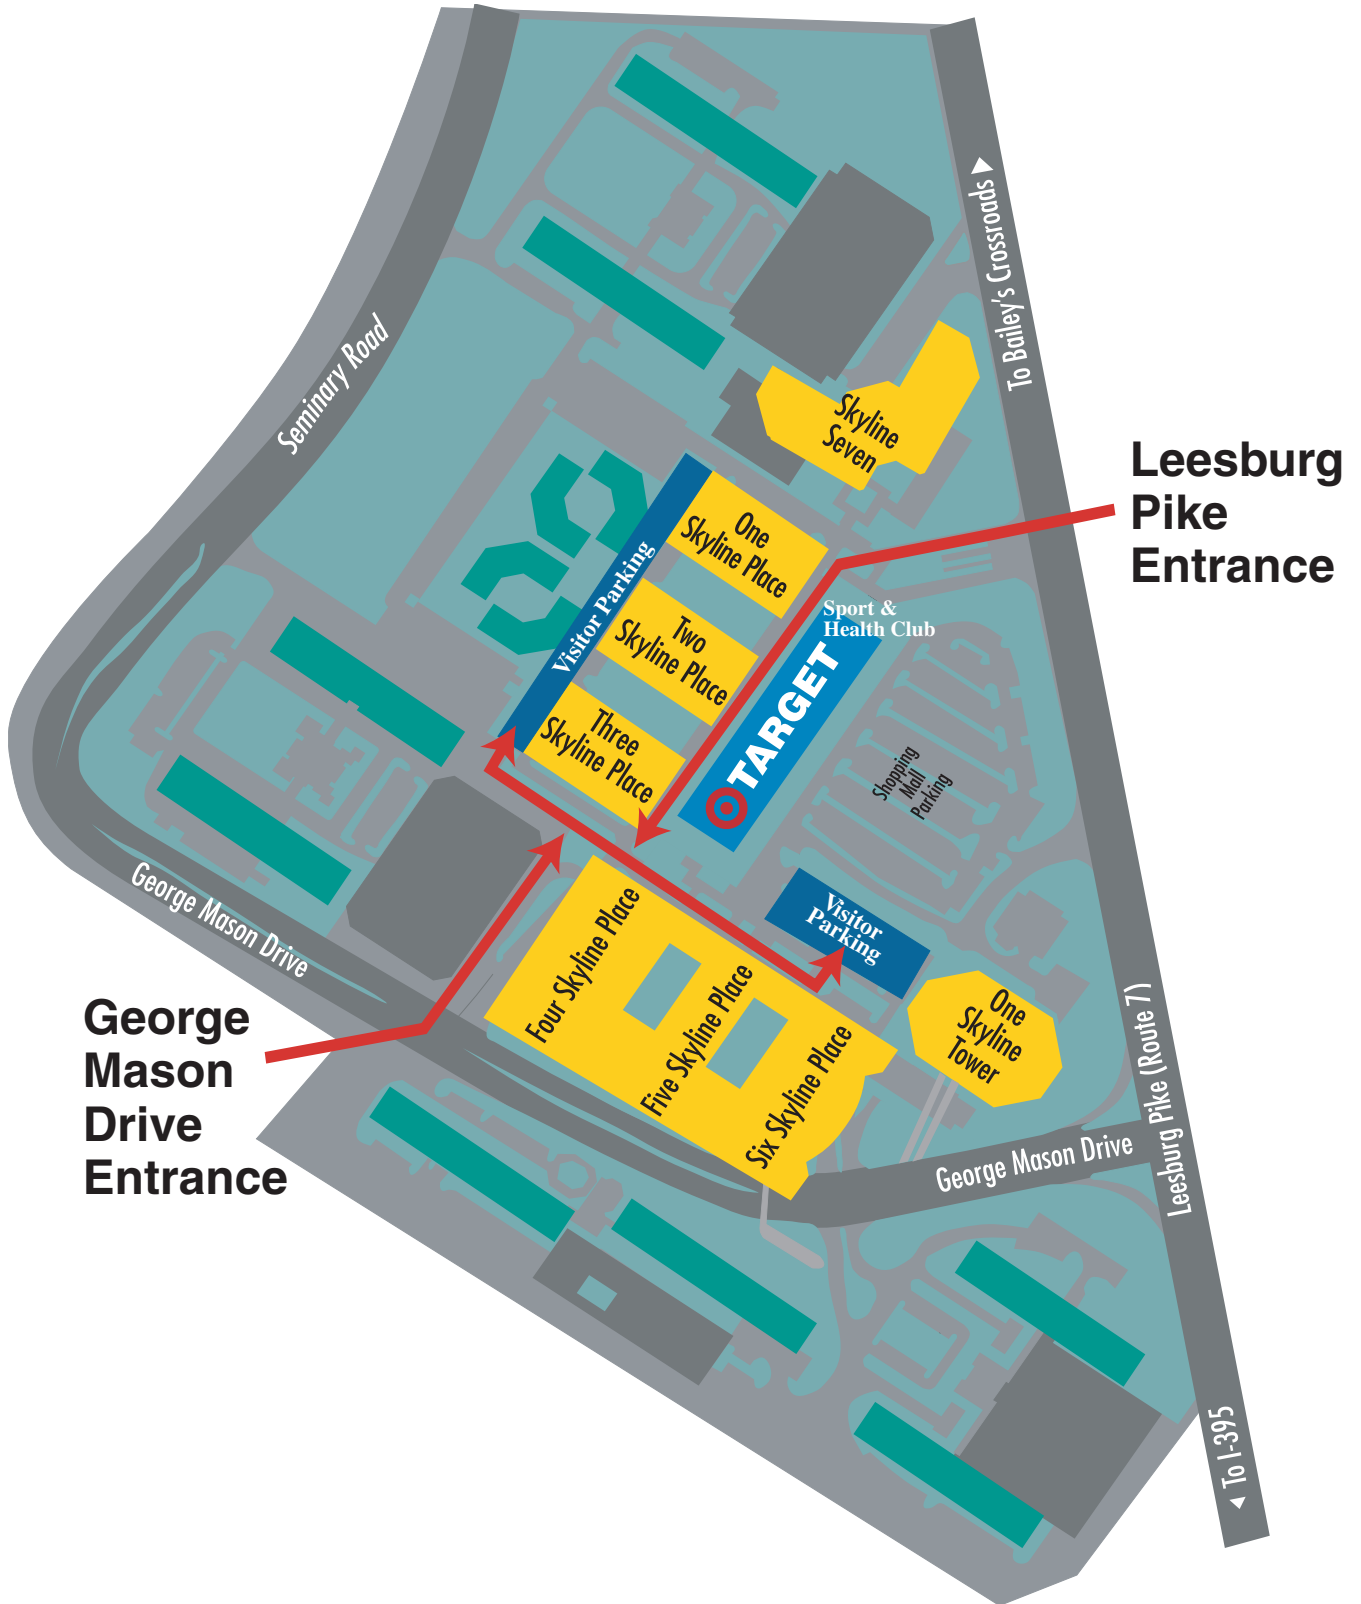 To Bailey's Crossroads
Seminary Road
Skyline
Seven
Leesburg
Pike
Entrance
One
Skyline Place
Visitor Parking
Two
Skyline Place
Sport &
Health Club
TARGET
Three
Skyline Place
Shopping
Mall
Parking
George Mason Drive
Four Skyline Place
Visitor
Parking
Five Skyline Place
Six Skyline Place
One
Skyline
Tower
George
Mason
Drive
Entrance
Leesburg Pike (Route 7)
George Mason Drive
To I-395